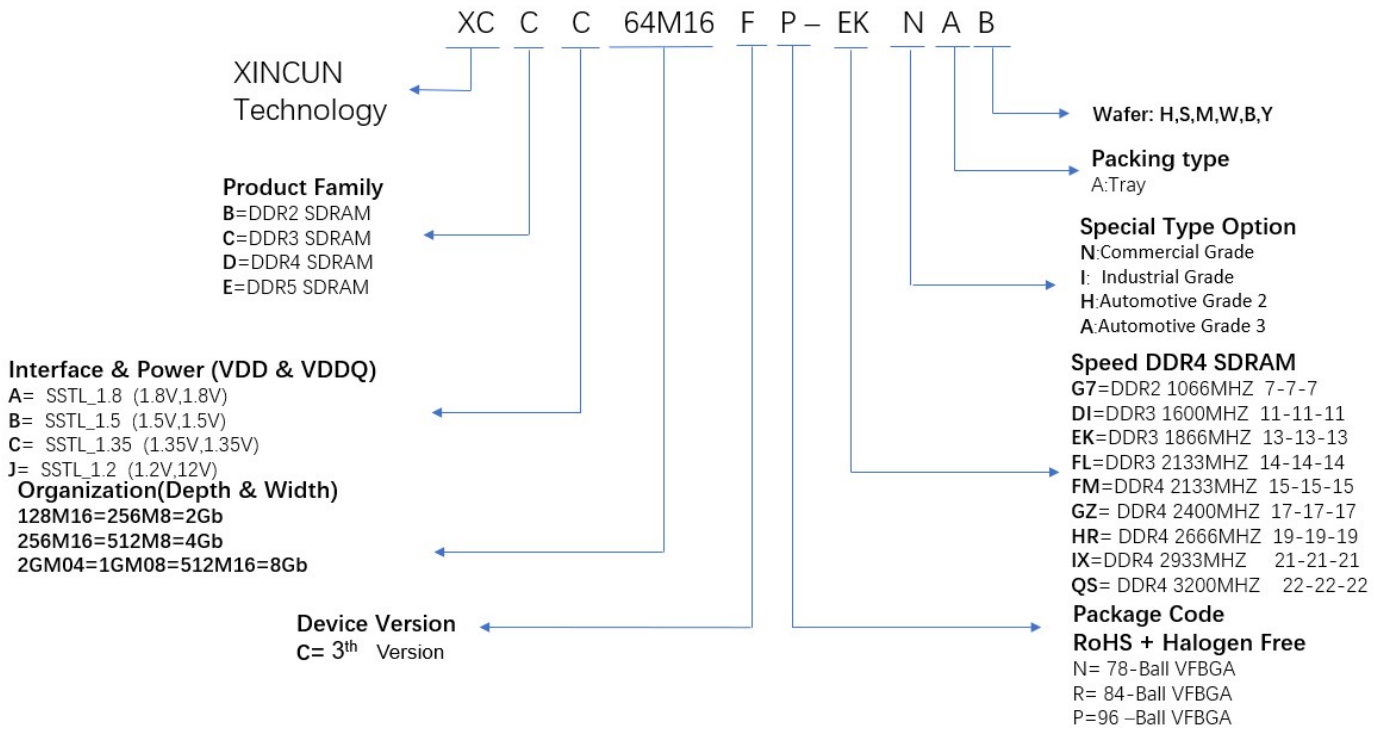 XC C C 64M16 F P – EK N A B
XINCUN
Technology
Product Family
B=DDR2 SDRAM
C=DDR3 SDRAM
D=DDR4 SDRAM
E=DDR5 SDRAM
Interface & Power (VDD & VDDQ)
A= SSTL_1.8 (1.8V,1.8V)
B= SSTL_1.5 (1.5V,1.5V)
C= SSTL_1.35 (1.35V,1.35V)
J= SSTL_1.2 (1.2V,12V)
Organization(Depth & Width)
128M16=256M8=2Gb
256M16=512M8=4Gb
2GM04=1GM08=512M16=8Gb
Device Version
C= 3th Version
Wafer: H,S,M,W,B,Y
Packing type
A:Tray
Special Type Option
N:Commercial Grade
I: Industrial Grade
H:Automotive Grade 2
A:Automotive Grade 3
Speed DDR4 SDRAM
G7=DDR2 1066MHZ 7-7-7
DI=DDR3 1600MHZ 11-11-11
EK=DDR3 1866MHZ 13-13-13
FL=DDR3 2133MHZ 14-14-14
FM=DDR4 2133MHZ 15-15-15
GZ= DDR4 2400MHZ 17-17-17
HR= DDR4 2666MHZ 19-19-19
IX=DDR4 2933MHZ 21-21-21
QS= DDR4 3200MHZ 22-22-22
Package Code
RoHS + Halogen Free
N= 78-Ball VFBGA
R= 84-Ball VFBGA
P=96 –Ball VFBGA